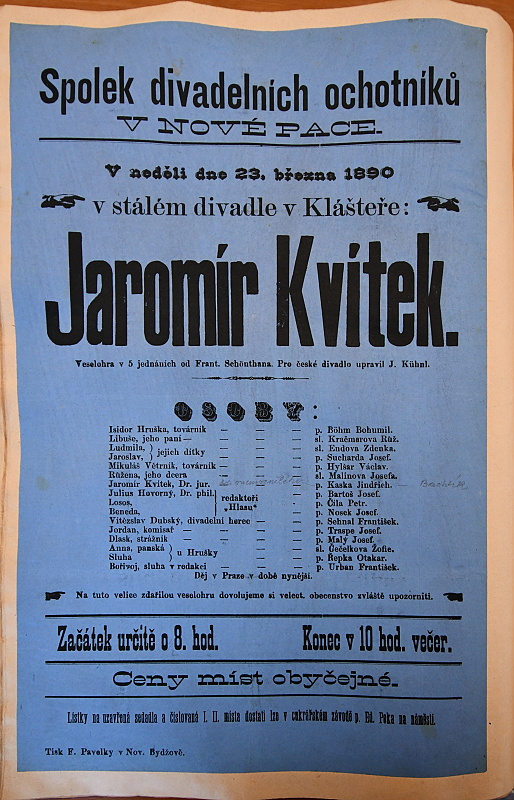 Spolek divadelních ochotníků
V NOVÉ PACE.
V neděli dne 23. března 1890
v stálém divadle v Klášteře:
Jaromír Kvítek.
Veselohra v 5 jednáních od Frant. Schönthana. Pro české divadlo upravil J. Kühnl.
OSOBY:
Isidor Hruška, továrník — — — p. Böhm Bohumil.
Libuše, jeho paní — — — — sl. Kračmarova Růž.
Ludmila, } jejich dítky — — — sl. Endova Zdenka.
Jaroslav, — — — p. Sucharda Josef.
Mikuláš Větrník, továrník — — — p. Hylšar Václav.
Růžena, jeho dcera — — — sl. Malínova Josefa.
Jaromír Kvítek, Dr. jur. p. Kaska Jindřich.
Julius Hovorný, Dr. phil. } redaktoři „Hlasu“ — — p. Bartoš Josef.
Losos, — — p. Čila Petr.
Beneda, — — p. Nosek Josef.
Vítězslav Dubský, divadelní herec — — — p. Sehnal František.
Jordan, komisař — — — — p. Traspe Josef.
Dlask, strážník — — — p. Malý Josef.
Anna, panská } u Hrušky — — sl. Čečelkova Žofie.
Sluha — — p. Řepka Otakar.
Bořivoj, sluha v redakci — — — p. Urban František.
Děj v Praze v době nynější.
Na tuto velice zdařilou veselohru dovolujeme si velect. obecenstvo zvláště upozorniti.
Začátek určitě o 8. hod. Konec v 10 hod. večer.
Ceny míst obyčejné.
Lístky na uzavřená sedadla a číslovaná I. II. místa dostati lze v cukrářském závodě p. Ed. Paka na náměstí.
Tisk F. Pavelky v Nov. Bydžově.